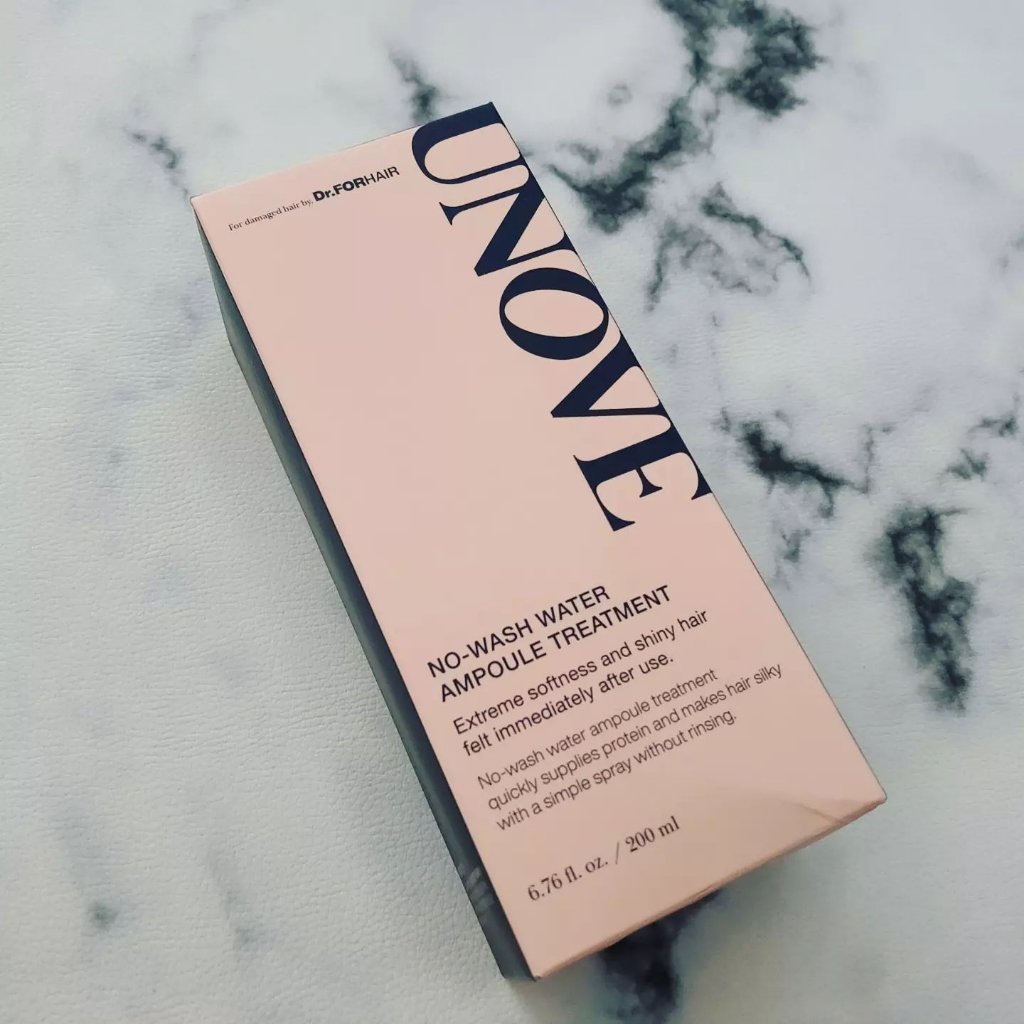 For damaged hair by. Dr.FORHAIR
UNOVE
NO-WASH WATER
AMPOULE TREATMENT
Extreme softness and shiny hair
felt immediately after use.
No-wash water ampoule treatment
quickly supplies protein and makes hair silky
with a simple spray without rinsing.
6.76 fl. oz. / 200 ml